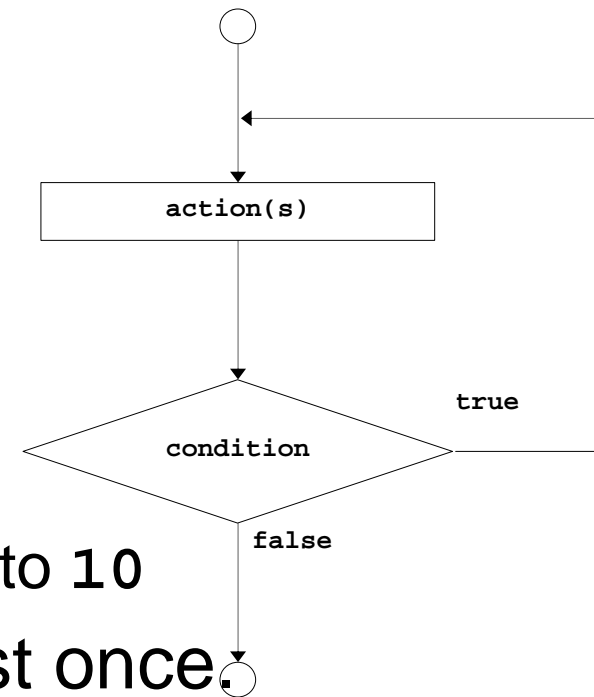 action(s)
true
condition
false
to 10
st once.